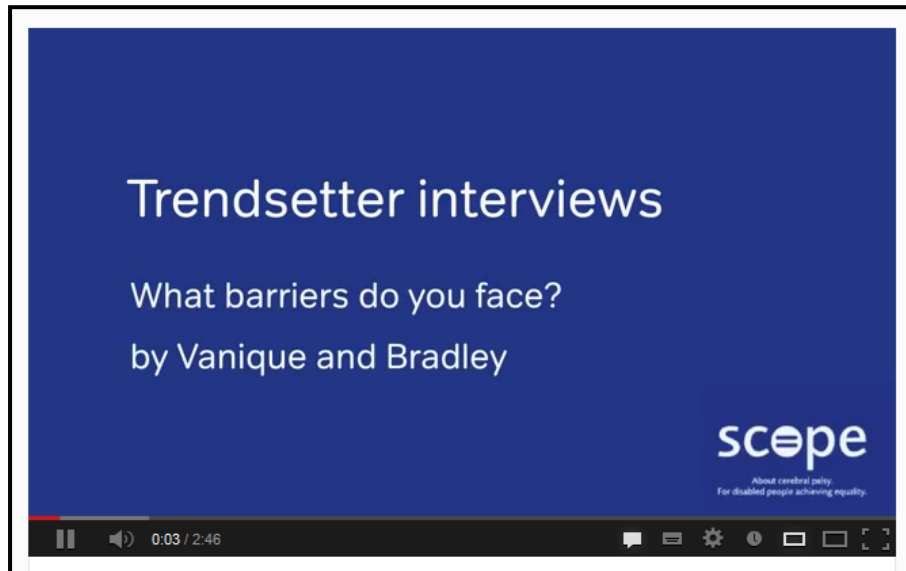 Trendsetter interviews
What barriers do you face?
by Vanique and Bradley
scope
About cerebral palsy.
For disabled people achieving equality.
0:03 / 2:46